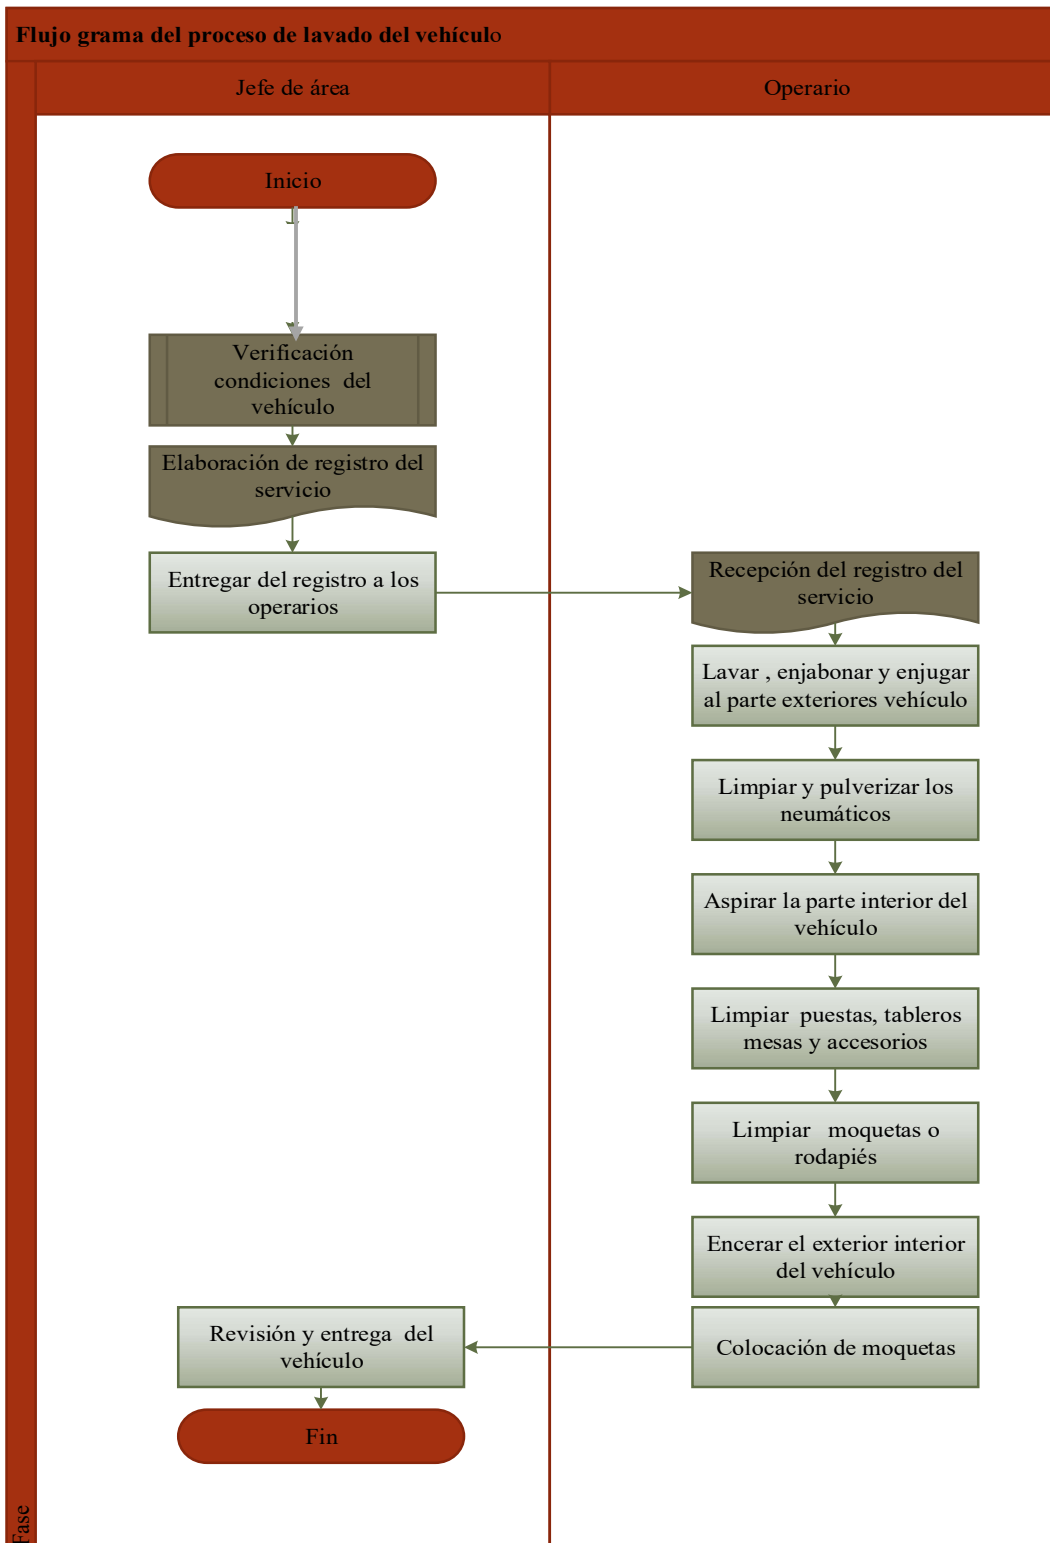 Flujo grama del proceso de lavado del vehículo
Jefe de área
Operario
Inicio
Verificación
condiciones del
vehículo
Elaboración de registro del
servicio
Entregar del registro a los
operarios
Recepción del registro del
servicio
Lavar , enjabonar y enjugar
al parte exteriores vehículo
Limpiar y pulverizar los
neumáticos
Aspirar la parte interior del
vehículo
Limpiar puestas, tableros
mesas y accesorios
Limpiar moquetas o
rodapiés
Encerar el exterior interior
del vehículo
Colocación de moquetas
Revisión y entrega del
vehículo
Fin
Fase